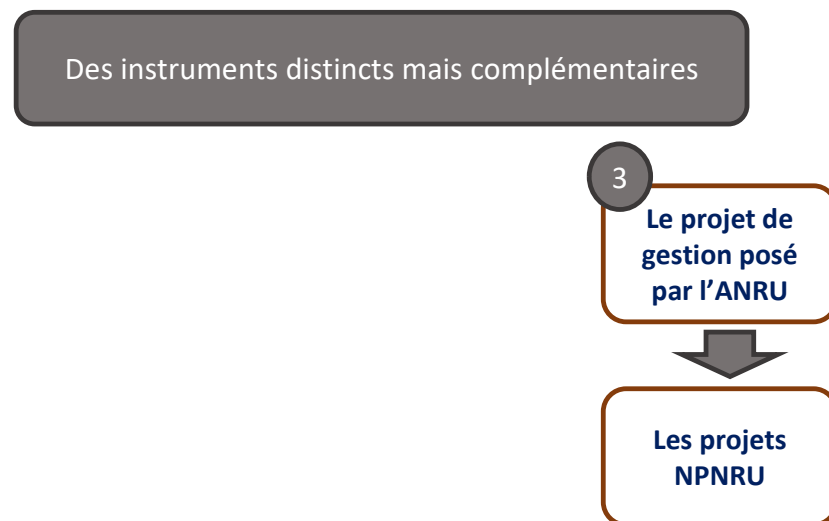 Des instruments distincts mais complémentaires
3
Le projet de
gestion posé
par l’ANRU
Les projets
NPNRU